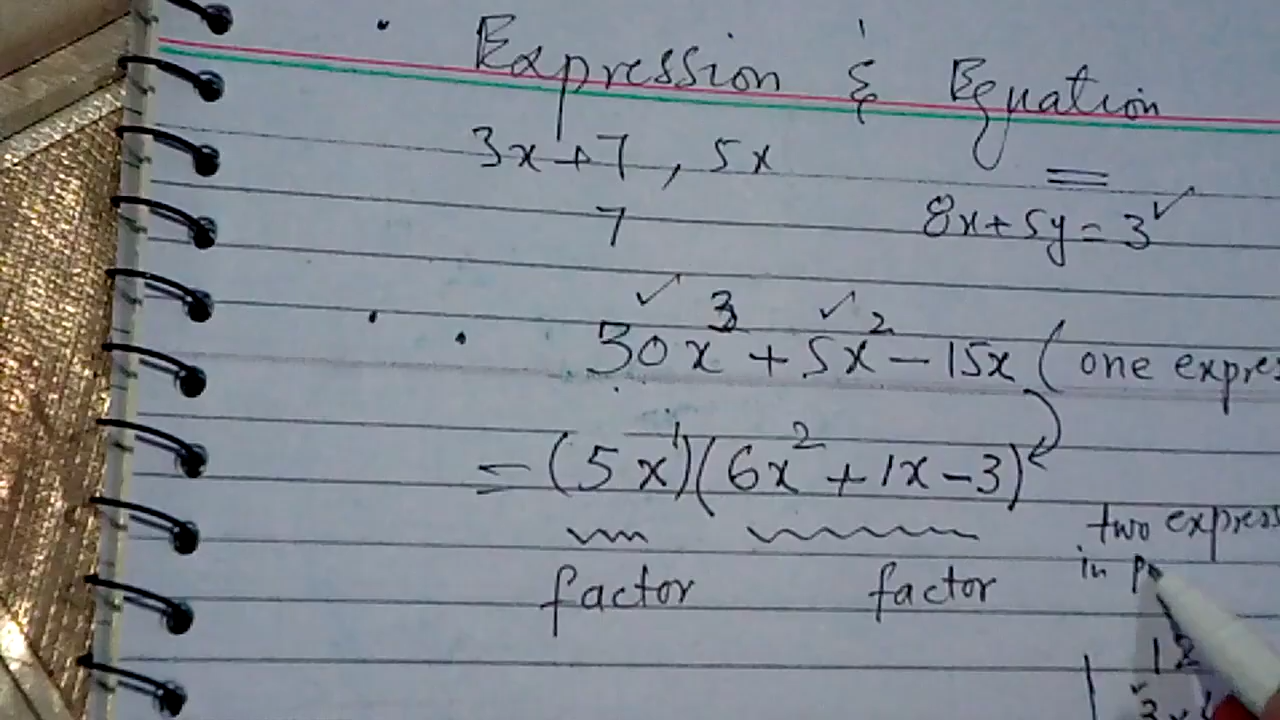 Expression & Equation
3x+7, 5x
=
7
8x+5y=3 ✓
✓ ✓
30x³+5x²-15x (one expres
=(5x¹)(6x²+1x-3)
two express
factor factor
in p
12